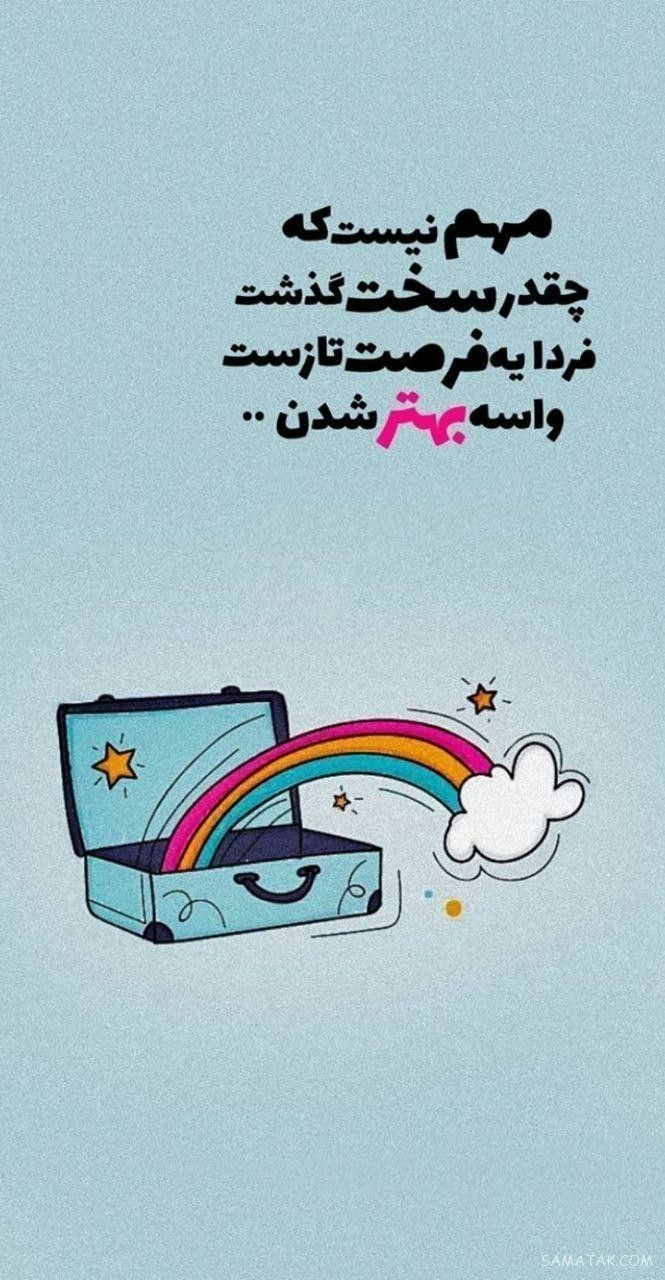 مهم نیست که
چقدر سخت گذشت
فردا یه فرصت تازست
واسه بهتر شدن ..
SAMATAK.COM